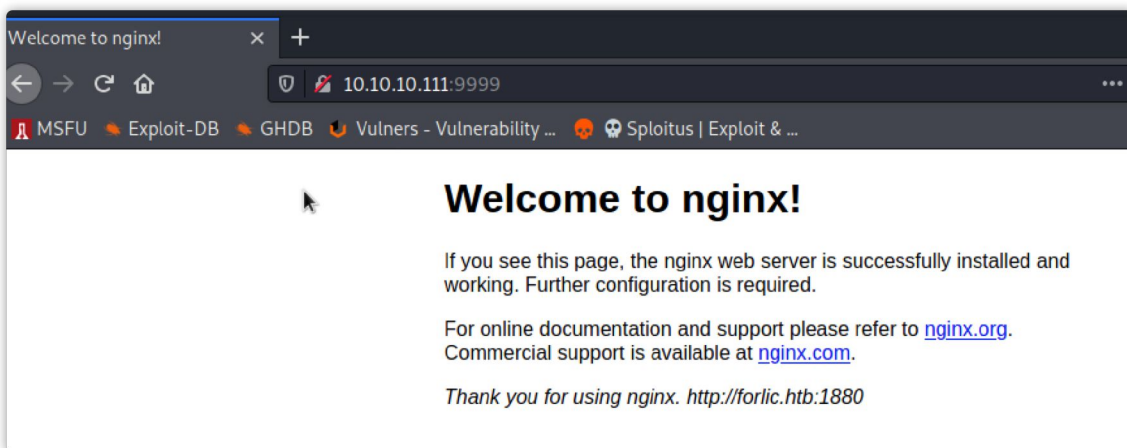 Welcome to nginx!
10.10.10.111:9999
MSFU Exploit-DB GHDB Vulners - Vulnerability ... Sploitus | Exploit & ...
Welcome to nginx!
If you see this page, the nginx web server is successfully installed and
working. Further configuration is required.
For online documentation and support please refer to nginx.org.
Commercial support is available at nginx.com.
Thank you for using nginx. http://forlic.htb:1880